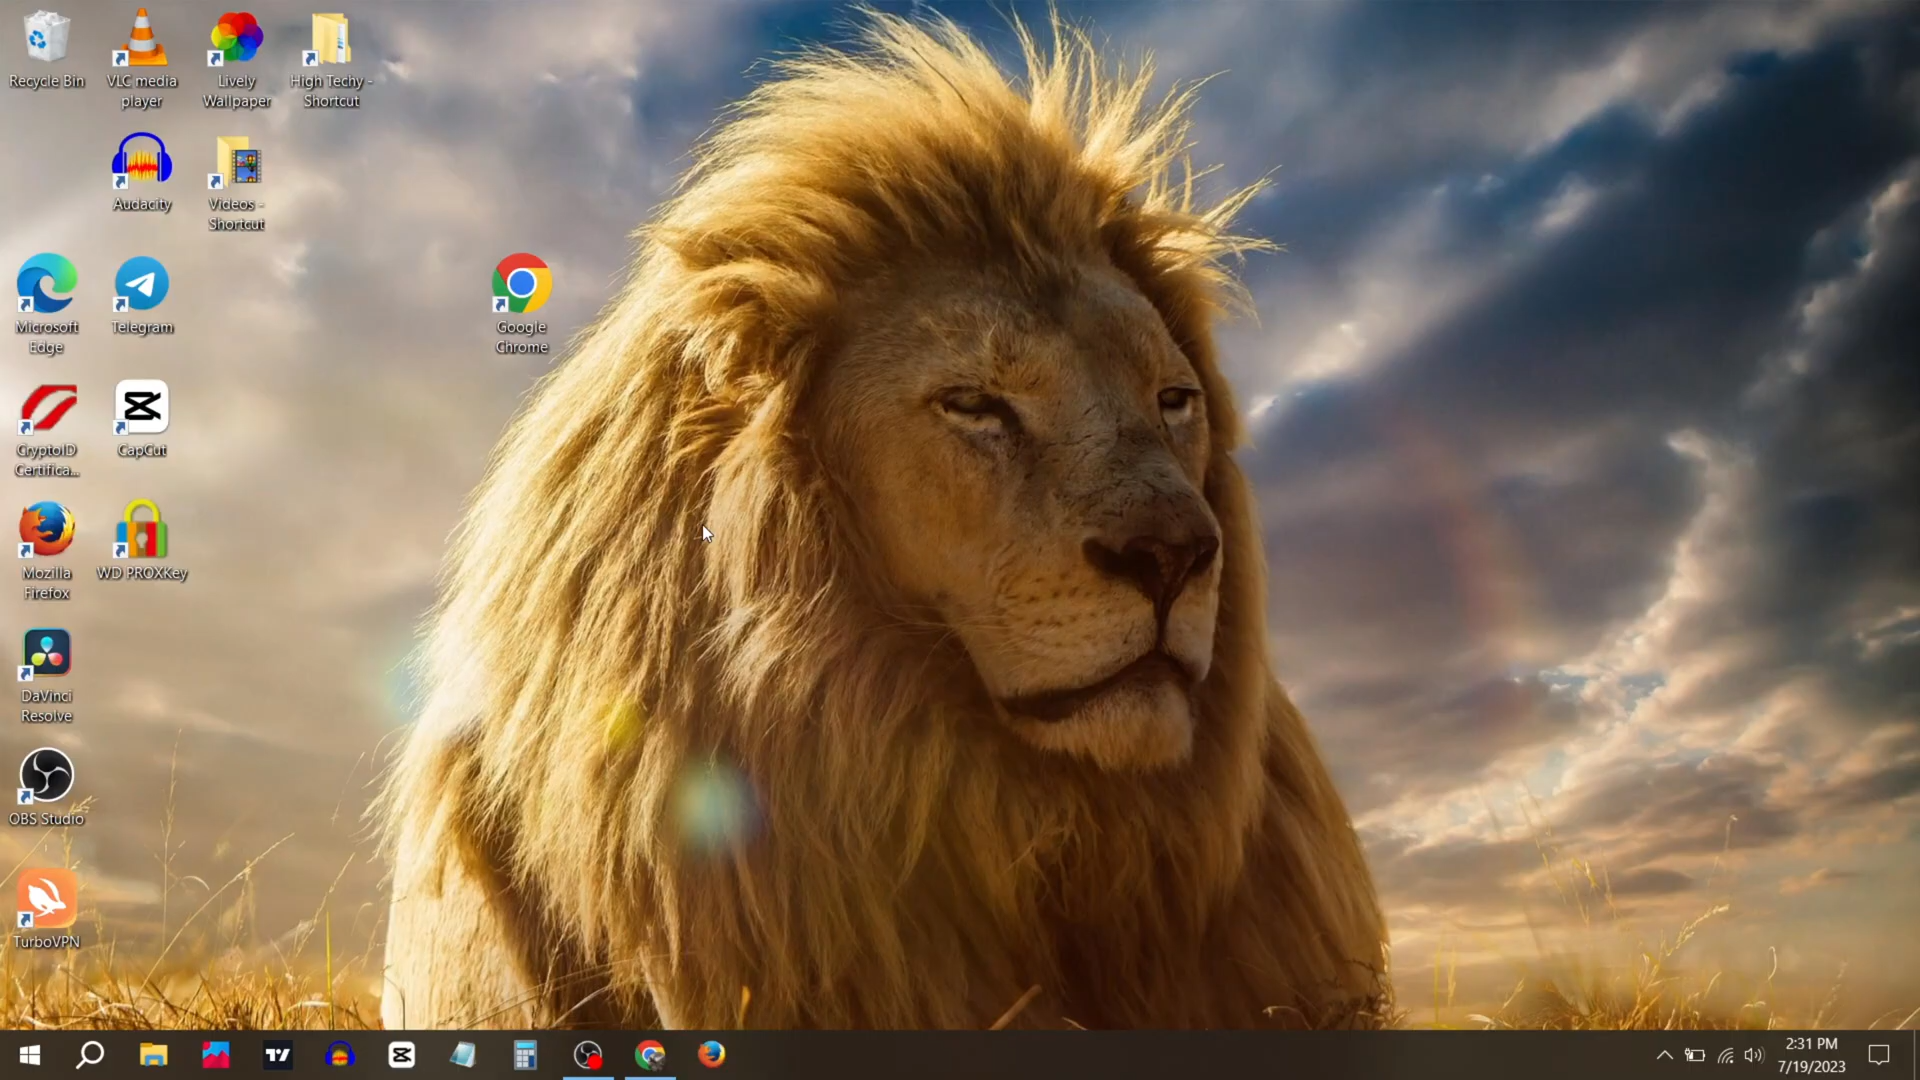 Recycle Bin
VLC media
player
Lively
Wallpaper
High Techy -
Shortcut
Audacity
Videos -
Shortcut
Microsoft
Edge
Telegram
Google
Chrome
CryptoID
Certifica...
CapCut
Mozilla
Firefox
WD PROXKey
DaVinci
Resolve
OBS Studio
TurboVPN
2:31 PM
7/19/2023